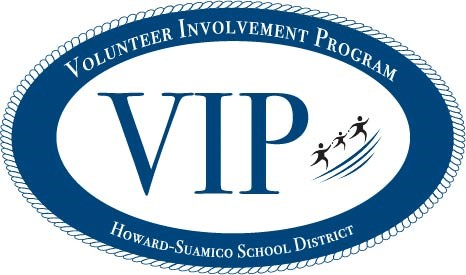 VOLUNTEER INVOLVEMENT PROGRAM
VIP
HOWARD-SUAMICO SCHOOL DISTRICT